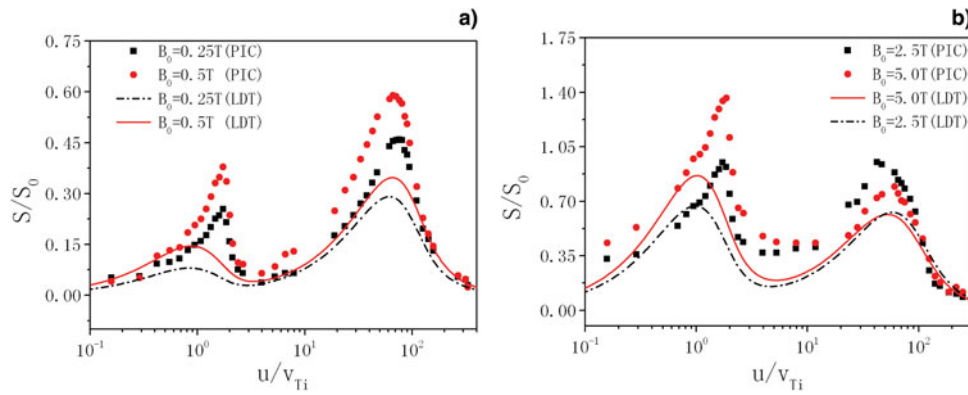 a)
S/S₀
0.75
0.60
0.45
0.30
0.15
0.00
B₀=0.25T(PIC)
B₀=0.5T (PIC)
B₀=0.25T(LDT)
B₀=0.5T (LDT)
10⁻¹ 10⁰ 10¹ 10²
u/v_Ti
b)
S/S₀
1.75
1.40
1.05
0.70
0.35
0.00
B₀=2.5T(PIC)
B₀=5.0T(PIC)
B₀=5.0T(LDT)
B₀=2.5T(LDT)
10⁻¹ 10⁰ 10¹ 10²
u/v_Ti